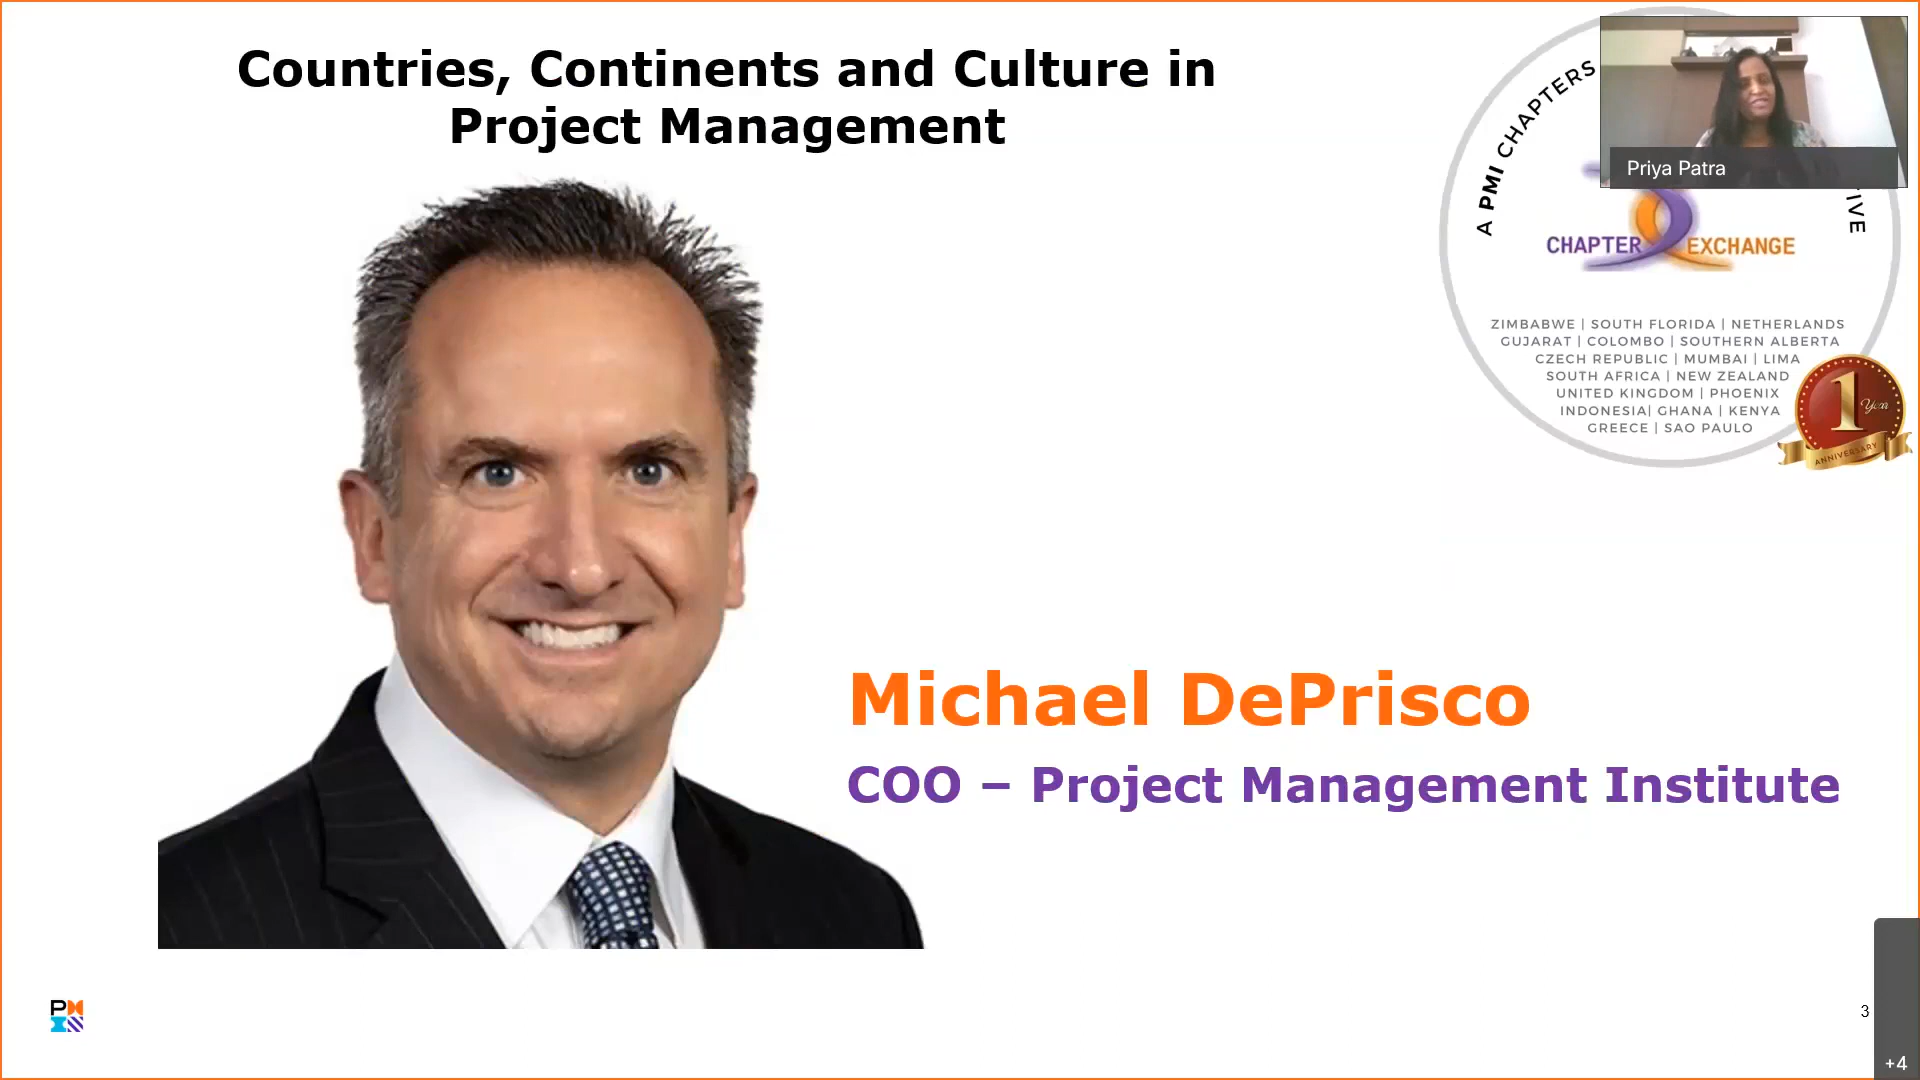 Countries, Continents and Culture in
Project Management
A PMI CHAPTERS
TIVE
Priya Patra
CHAPTER EXCHANGE
ZIMBABWE | SOUTH FLORIDA | NETHERLANDS
GUJARAT | COLOMBO | SOUTHERN ALBERTA
CZECH REPUBLIC | MUMBAI | LIMA
SOUTH AFRICA | NEW ZEALAND
UNITED KINGDOM | PHOENIX
INDONESIA| GHANA | KENYA
GREECE | SAO PAULO
1 Year
ANNIVERSARY
Michael DePrisco
COO – Project Management Institute
3
+4